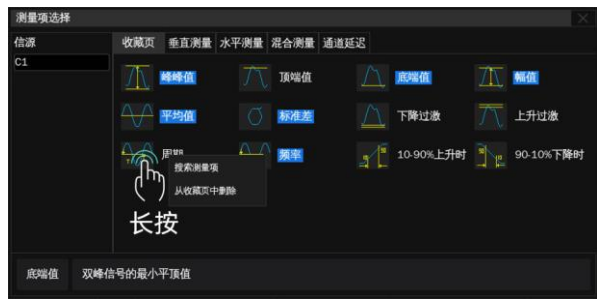 测量项选择
信源
收藏页 垂直测量 水平测量 混合测量 通道延迟
C1
峰峰值 顶端值 底端值 幅值
平均值 标准差 下降过激 上升过激
周期 频率 10-90%上升时 90-10%下降时
搜索测量项
从收藏页中删除
长按
底端值 双峰信号的最小平顶值